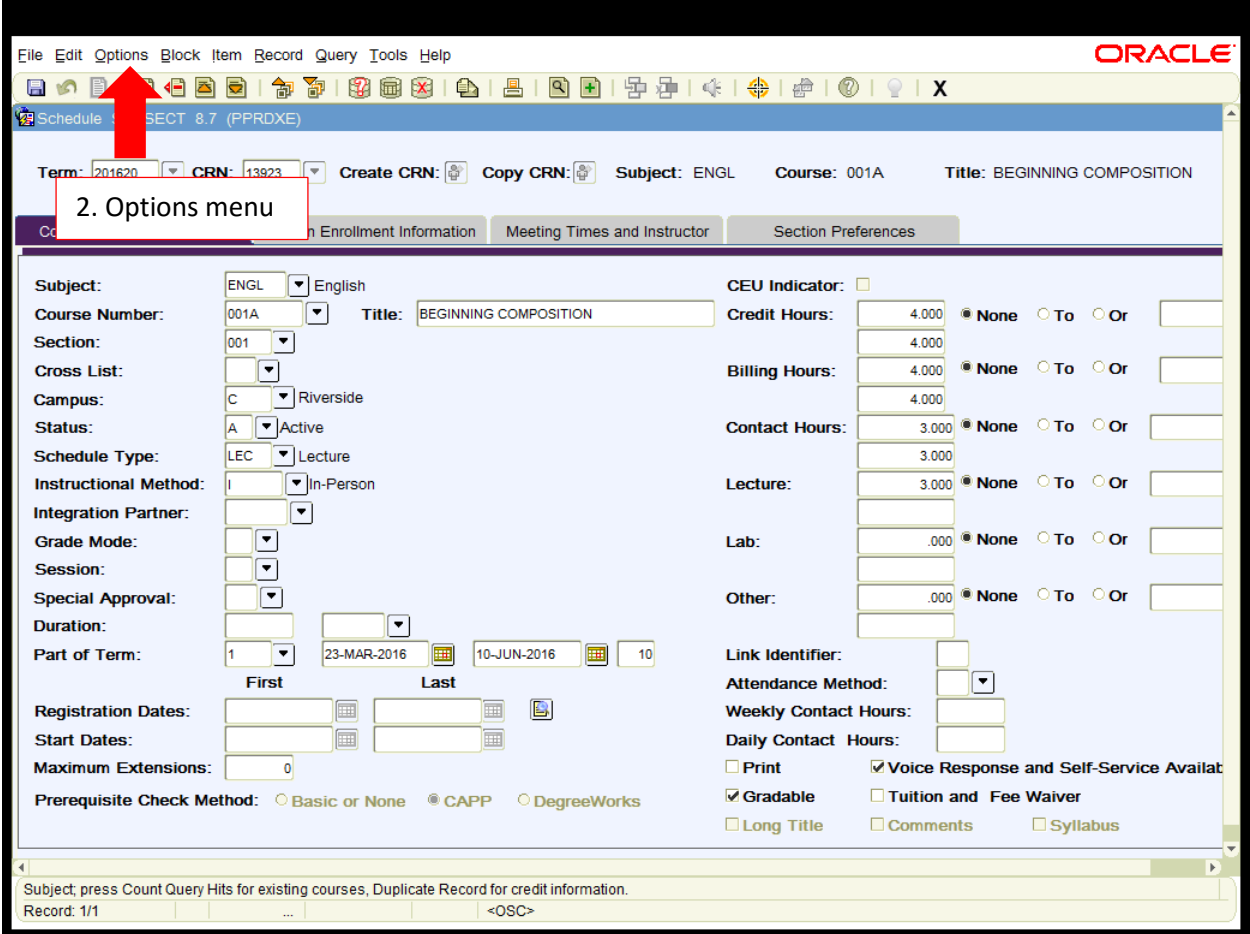 File Edit Options Block Item Record Query Tools Help ORACLE
X
Schedule SECT 8.7 (PPRDXE)
Term: 201620 CRN: 13923 Create CRN: Copy CRN: Subject: ENGL Course: 001A Title: BEGINNING COMPOSITION
2. Options menu
Enrollment Information Meeting Times and Instructor Section Preferences
Subject: ENGL English CEU Indicator:
Course Number: 001A Title: BEGINNING COMPOSITION Credit Hours: 4.000 None To Or
Section: 001 4.000
Cross List: Billing Hours: 4.000 None To Or
Campus: C Riverside 4.000
Status: A Active Contact Hours: 3.000 None To Or
Schedule Type: LEC Lecture 3.000
Instructional Method: I In-Person Lecture: 3.000 None To Or
Integration Partner:
Grade Mode: Lab: .000 None To Or
Session:
Special Approval: Other: .000 None To Or
Duration:
Part of Term: 1 23-MAR-2016 10-JUN-2016 10 Link Identifier:
First Last Attendance Method:
Registration Dates: Weekly Contact Hours:
Start Dates: Daily Contact Hours:
Maximum Extensions: 0 Print Voice Response and Self-Service Availab
Prerequisite Check Method: Basic or None CAPP DegreeWorks Gradable Tuition and Fee Waiver
Long Title Comments Syllabus
Subject; press Count Query Hits for existing courses, Duplicate Record for credit information.
Record: 1/1 ... <OSC>